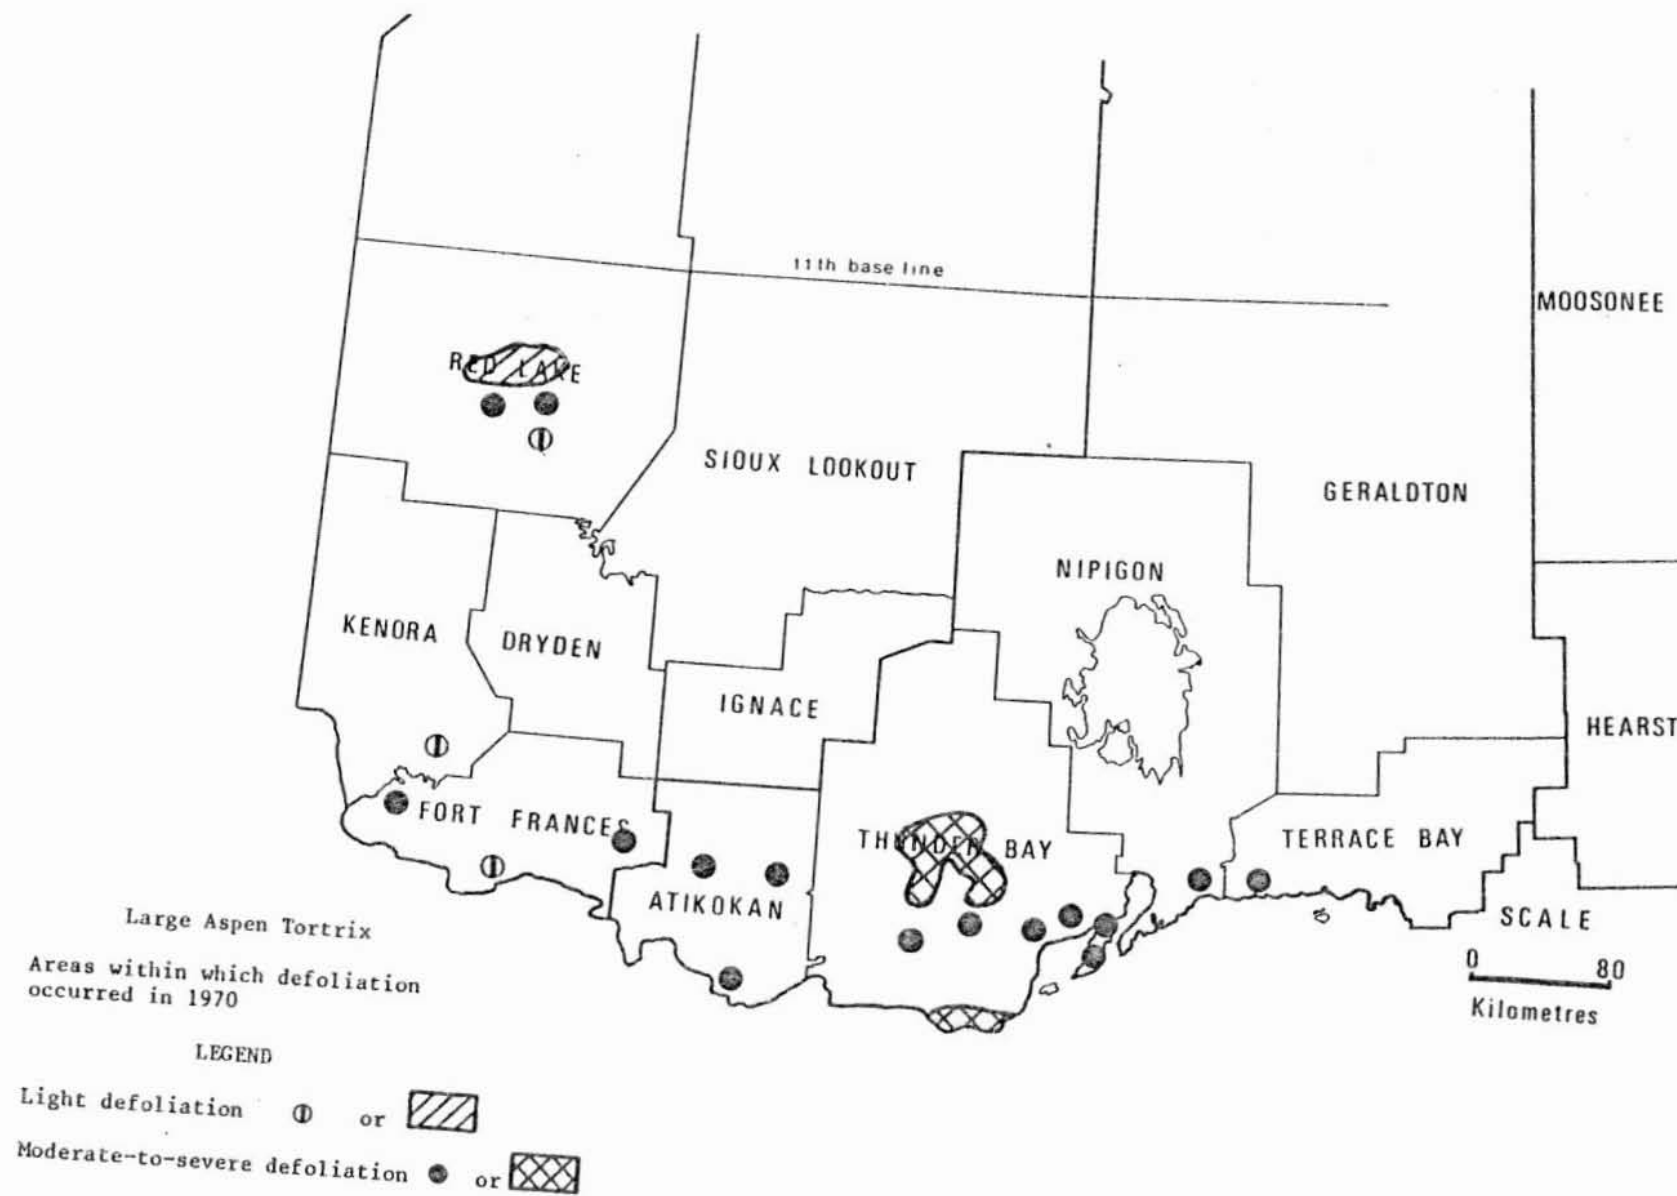 11th base line
MOOSONEE
RED LAKE
SIOUX LOOKOUT
GERALDTON
NIPIGON
KENORA
DRYDEN
IGNACE
HEARST
FORT FRANCES
THUNDER BAY
TERRACE BAY
ATIKOKAN
SCALE
0 80
Kilometres
Large Aspen Tortrix
Areas within which defoliation
occurred in 1970
LEGEND
Light defoliation or
Moderate-to-severe defoliation or